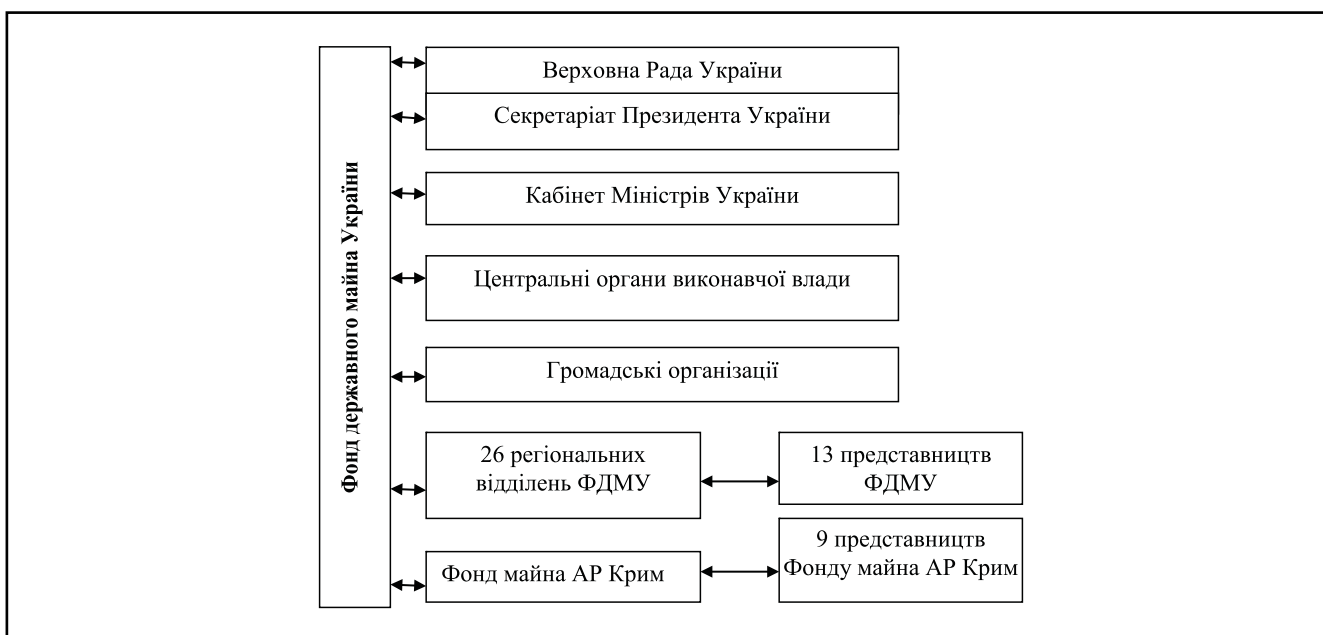 Фонд державного майна України
Верховна Рада України
Секретаріат Президента України
Кабінет Міністрів України
Центральні органи виконавчої влади
Громадські організації
26 регіональних
відділень ФДМУ
13 представництв
ФДМУ
Фонд майна АР Крим
9 представництв
Фонду майна АР Крим